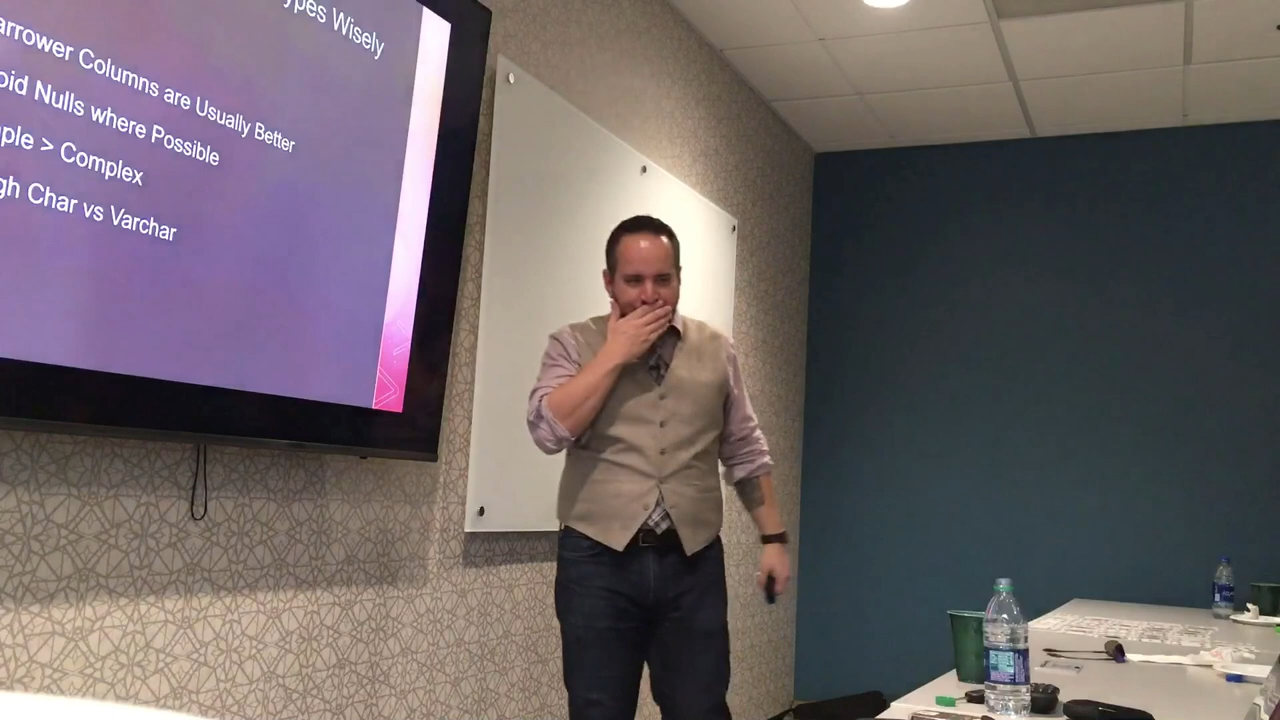 ypes Wisely
arrower Columns are Usually Better
oid Nulls where Possible
ple > Complex
gh Char vs Varchar